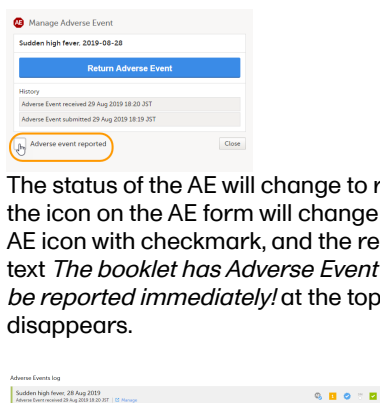 AE Manage Adverse Event
Sudden high fever, 2019-08-28
Return Adverse Event
History
Adverse Event received 29 Aug 2019 18:20 JST
Adverse Event submitted 29 Aug 2019 18:19 JST
Adverse event reported
Close
The status of the AE will change to r
the icon on the AE form will change
AE icon with checkmark, and the re
text The booklet has Adverse Event
be reported immediately! at the top
disappears.
Adverse Events log
Sudden high fever, 28 Aug 2019
Adverse Event received 29 Aug 2019 18:20 JST | Manage